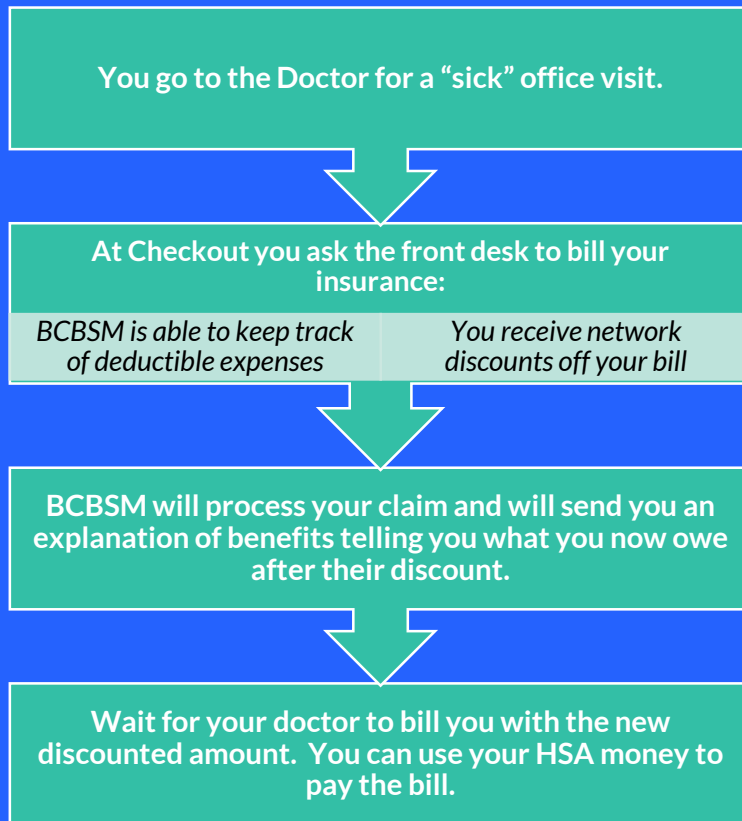 You go to the Doctor for a “sick” office visit.
At Checkout you ask the front desk to bill your
insurance:
BCBSM is able to keep track
of deductible expenses
You receive network
discounts off your bill
BCBSM will process your claim and will send you an
explanation of benefits telling you what you now owe
after their discount.
Wait for your doctor to bill you with the new
discounted amount.  You can use your HSA money to
pay the bill.